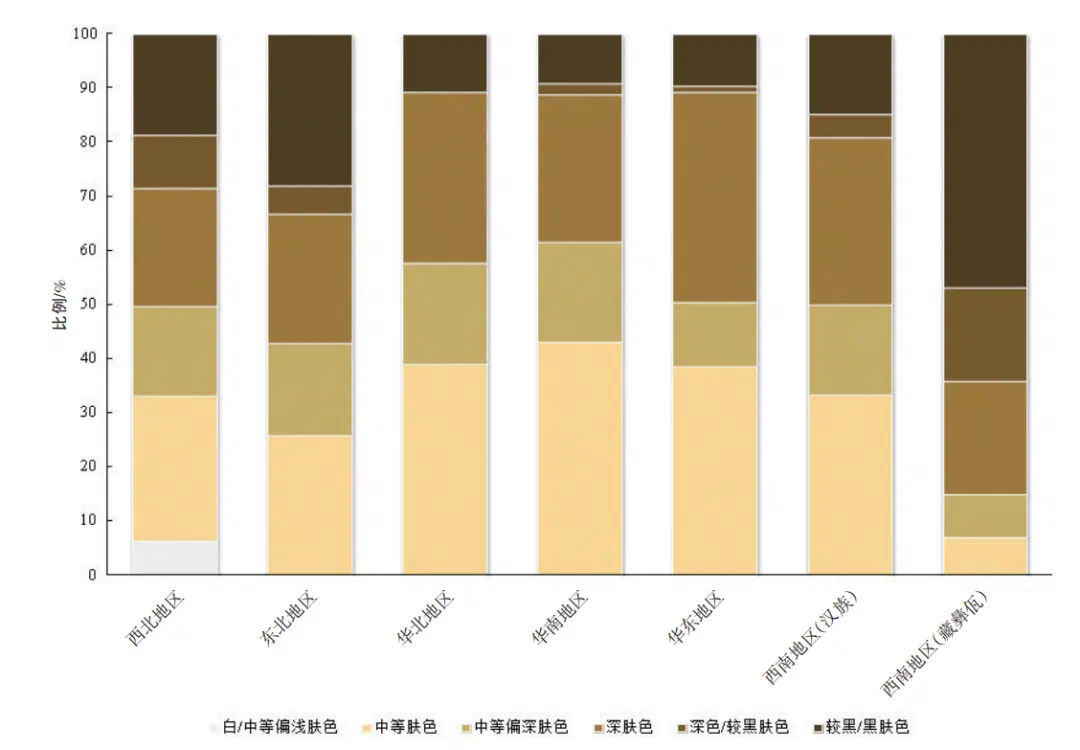 100
90
80
70
60
50
40
30
20
10
0
比例/%
西北地区
东北地区
华北地区
华南地区
华东地区
西南地区(汉族)
西南地区(藏彝佤)
白/中等偏浅肤色 中等肤色 中等偏深肤色 深肤色 深色/较黑肤色 较黑/黑肤色